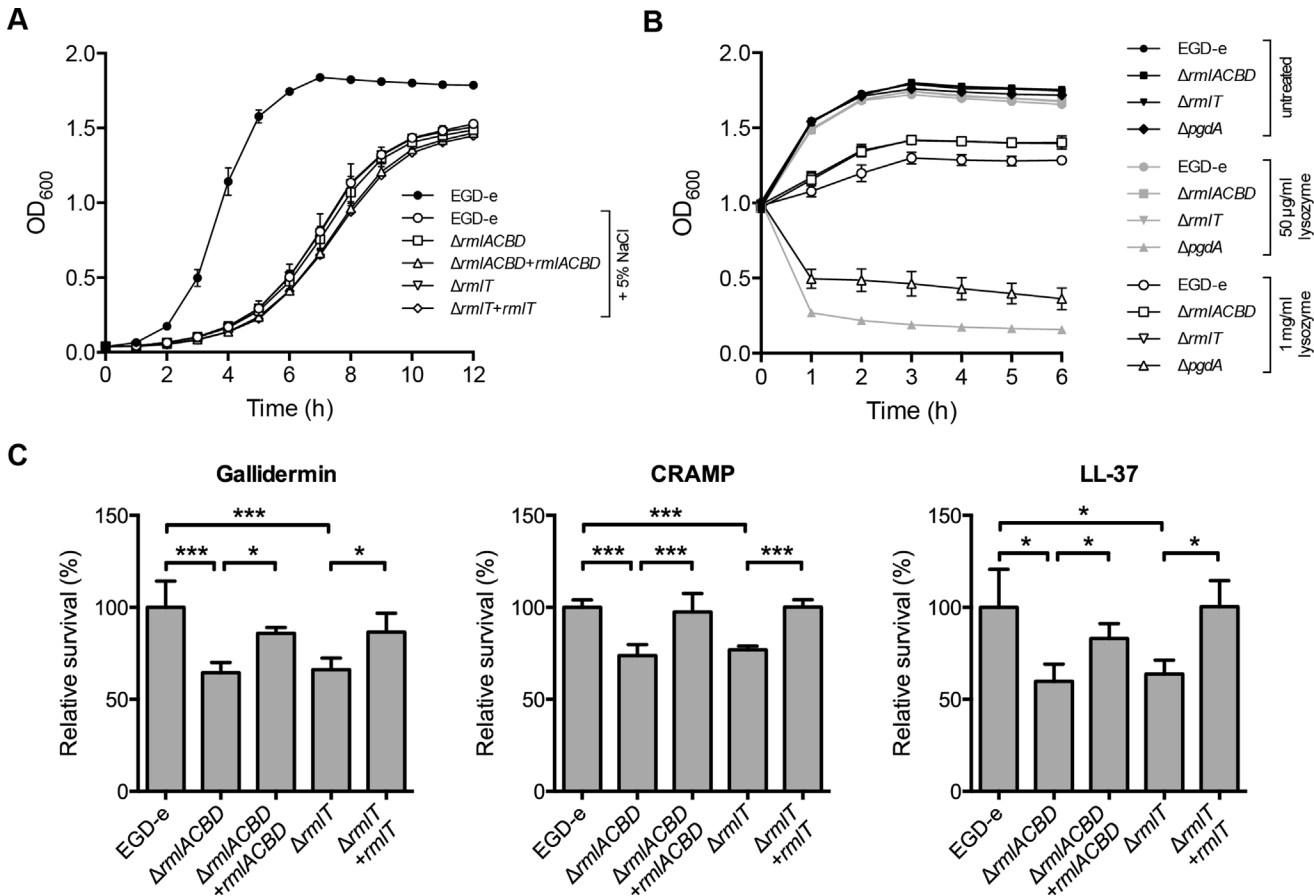 A
2.0
1.5
1.0
0.5
0.0
OD600
0 2 4 6 8 10 12
Time (h)
EGD-e
EGD-e
ΔrmlACBD
ΔrmlACBD+rmlACBD
ΔrmlT
ΔrmlT+rmlT
+ 5% NaCl
B
2.0
1.5
1.0
0.5
0.0
OD600
0 1 2 3 4 5 6
Time (h)
EGD-e
ΔrmlACBD
ΔrmlT
ΔpgdA
untreated
EGD-e
ΔrmlACBD
ΔrmlT
ΔpgdA
50 µg/ml
lysozyme
EGD-e
ΔrmlACBD
ΔrmlT
ΔpgdA
1 mg/ml
lysozyme
C
Gallidermin
150
100
50
0
Relative survival (%)
***
*** * *
EGD-e
ΔrmlACBD
ΔrmlACBD
+rmlACBD
ΔrmlT
ΔrmlT
+rmlT
CRAMP
150
100
50
0
Relative survival (%)
***
*** *** ***
EGD-e
ΔrmlACBD
ΔrmlACBD
+rmlACBD
ΔrmlT
ΔrmlT
+rmlT
LL-37
150
100
50
0
Relative survival (%)
*
* * *
EGD-e
ΔrmlACBD
ΔrmlACBD
+rmlACBD
ΔrmlT
ΔrmlT
+rmlT